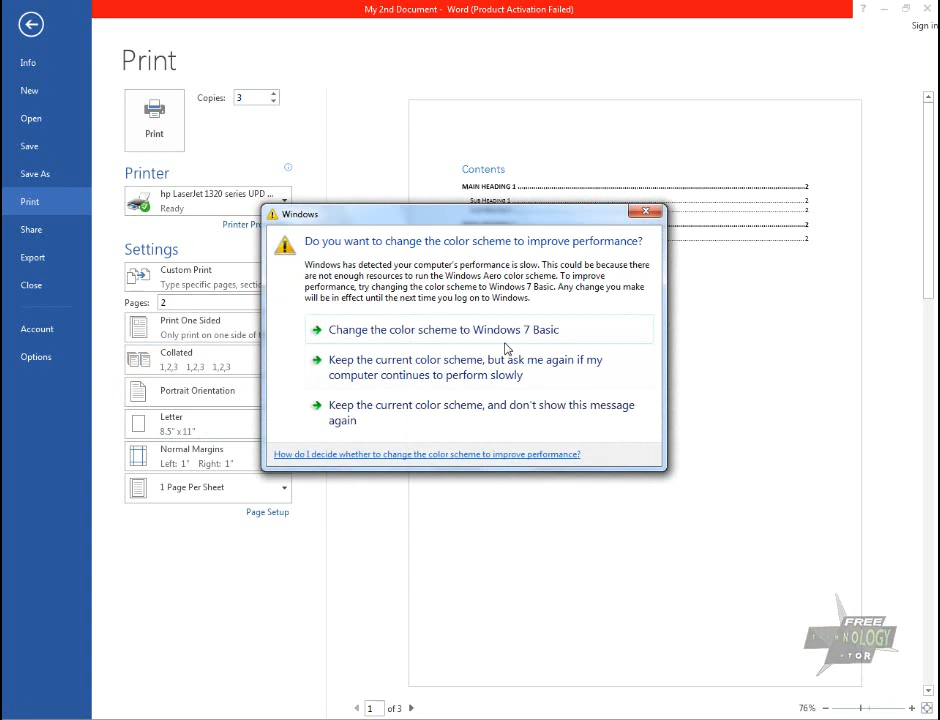 My 2nd Document - Word (Product Activation Failed)
Sign in
Info
New
Open
Save
Save As
Print
Share
Export
Close
Account
Options
Print
Copies: 3
Print
Printer
hp LaserJet 1320 series UPD ...
Ready
Printer Pro
Settings
Custom Print
Type specific pages, sectio
Pages: 2
Print One Sided
Only print on one side of t
Collated
1,2,3 1,2,3 1,2,3
Portrait Orientation
Letter
8.5" x 11"
Normal Margins
Left: 1" Right: 1"
1 Page Per Sheet
Page Setup
Contents
MAIN HEADING 1 2
SUB HEADING 1 2
2
2
2
Windows
Do you want to change the color scheme to improve performance?
Windows has detected your computer's performance is slow. This could be because there
are not enough resources to run the Windows Aero color scheme. To improve
performance, try changing the color scheme to Windows 7 Basic. Any change you make
will be in effect until the next time you log on to Windows.
Change the color scheme to Windows 7 Basic
Keep the current color scheme, but ask me again if my
computer continues to perform slowly
Keep the current color scheme, and don't show this message
again
How do I decide whether to change the color scheme to improve performance?
FREE
1 of 3
76%